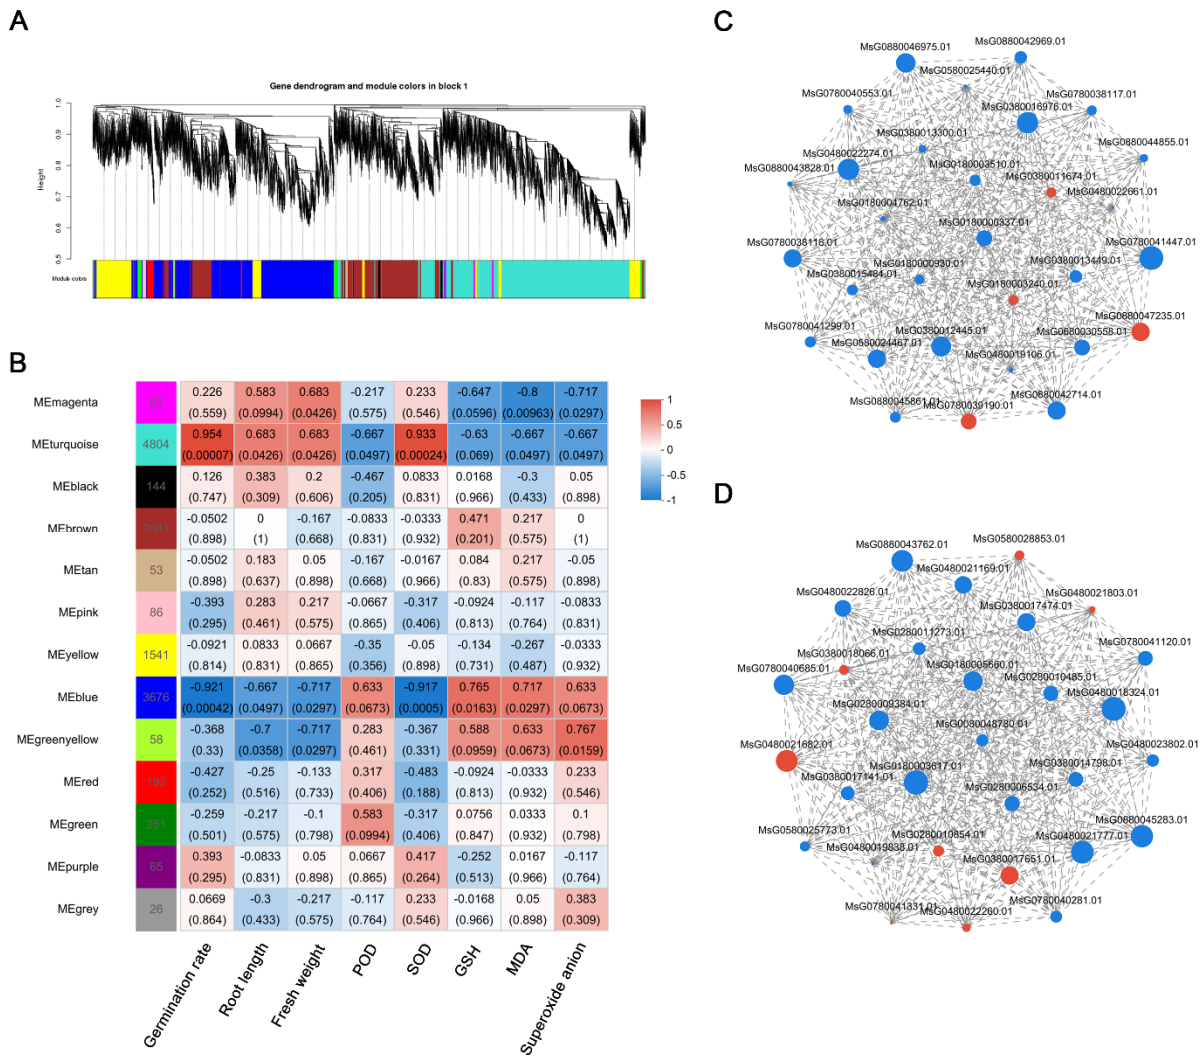 A
Gene dendrogram and module colors in block 1
Height
1.0
0.9
0.8
0.7
0.6
0.5
Module colors
B
MEmagenta 83 0.226 0.583 0.683 -0.217 0.233 -0.647 -0.8 -0.717
(0.559) (0.0994) (0.0426) (0.575) (0.546) (0.0596) (0.00963) (0.0297)
MEturquoise 4804 0.954 0.683 0.683 -0.667 0.933 -0.63 -0.667 -0.667
(0.00007) (0.0426) (0.0426) (0.0497) (0.00024) (0.069) (0.0497) (0.0497)
MEblack 144 0.126 0.383 0.2 -0.467 0.0833 0.0168 -0.3 0.05
(0.747) (0.309) (0.606) (0.205) (0.831) (0.966) (0.433) (0.898)
MEbrown 2581 -0.0502 0 -0.167 -0.0833 -0.0333 0.471 0.217 0
(0.898) (1) (0.668) (0.831) (0.932) (0.201) (0.575) (1)
MEtan 53 -0.0502 0.183 0.05 -0.167 -0.0167 0.084 0.217 -0.05
(0.898) (0.637) (0.898) (0.668) (0.966) (0.83) (0.575) (0.898)
MEpink 86 -0.393 0.283 0.217 -0.0667 -0.317 -0.0924 -0.117 -0.0833
(0.295) (0.461) (0.575) (0.865) (0.406) (0.813) (0.764) (0.831)
MEyellow 1541 -0.0921 0.0833 0.0667 -0.35 -0.05 -0.134 -0.267 -0.0333
(0.814) (0.831) (0.865) (0.356) (0.898) (0.731) (0.487) (0.932)
MEblue 3676 -0.921 -0.667 -0.717 0.633 -0.917 0.765 0.717 0.633
(0.00042) (0.0497) (0.0297) (0.0673) (0.0005) (0.0163) (0.0297) (0.0673)
MEgreenyellow 58 -0.368 -0.7 -0.717 0.283 -0.367 0.588 0.633 0.767
(0.33) (0.0358) (0.0297) (0.461) (0.331) (0.0959) (0.0673) (0.0159)
MEred 193 -0.427 -0.25 -0.133 0.317 -0.483 -0.0924 -0.0333 0.233
(0.252) (0.516) (0.733) (0.406) (0.188) (0.813) (0.932) (0.546)
MEgreen 251 -0.259 -0.217 -0.1 0.583 -0.317 0.0756 0.0333 0.1
(0.501) (0.575) (0.798) (0.0994) (0.406) (0.847) (0.932) (0.798)
MEpurple 65 0.393 -0.0833 0.05 0.0667 0.417 -0.252 0.0167 -0.117
(0.295) (0.831) (0.898) (0.865) (0.264) (0.513) (0.966) (0.764)
MEgrey 26 0.0669 -0.3 -0.217 -0.117 0.233 -0.0168 0.05 0.383
(0.864) (0.433) (0.575) (0.764) (0.546) (0.966) (0.898) (0.309)
Germination rate
Root length
Fresh weight
POD
SOD
GSH
MDA
Superoxide anion
1
0.5
0
-0.5
-1
C
MsG0880042969.01
MsG0880046975.01
MsG0580025440.01
MsG0780040553.01
MsG0380016976.01
MsG0780038117.01
MsG0380013300.01
MsG0480022274.01
MsG0180003510.01
MsG0880044855.01
MsG0880043828.01
MsG0380011674.01
MsG0480022661.01
MsG0180004762.01
MsG0180000337.01
MsG0780038118.01
MsG0780041447.01
MsG0380013449.01
MsG0180000930.01
MsG0380015484.01
MsG0180003240.01
MsG0880047235.01
MsG0780041299.01
MsG0380012445.01
MsG0680030558.01
MsG0580024467.01
MsG0480019106.01
MsG0880045861.01
MsG0780039190.01
MsG0880042714.01
D
MsG0580028853.01
MsG0880043762.01
MsG0480021169.01
MsG0480022826.01
MsG0480021803.01
MsG0380017474.01
MsG0280011273.01
MsG0780041120.01
MsG0380018066.01
MsG0780040685.01
MsG0180005660.01
MsG0280010485.01
MsG0480018324.01
MsG0280009384.01
MsG0080048780.01
MsG0480023802.01
MsG0480021682.01
MsG0180003617.01
MsG0380014798.01
MsG0380017141.01
MsG0280006534.01
MsG0880045283.01
MsG0580025773.01
MsG0280010854.01
MsG0480021777.01
MsG0480019838.01
MsG0380017651.01
MsG0780041331.01
MsG0480022260.01
MsG0780040281.01